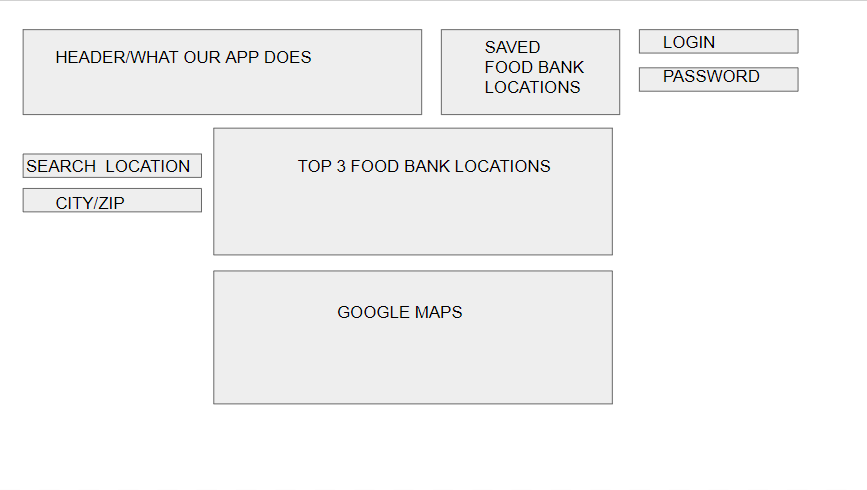 HEADER/WHAT OUR APP DOES
SAVED
FOOD BANK
LOCATIONS
LOGIN
PASSWORD
SEARCH  LOCATION
CITY/ZIP
TOP 3 FOOD BANK LOCATIONS
GOOGLE MAPS